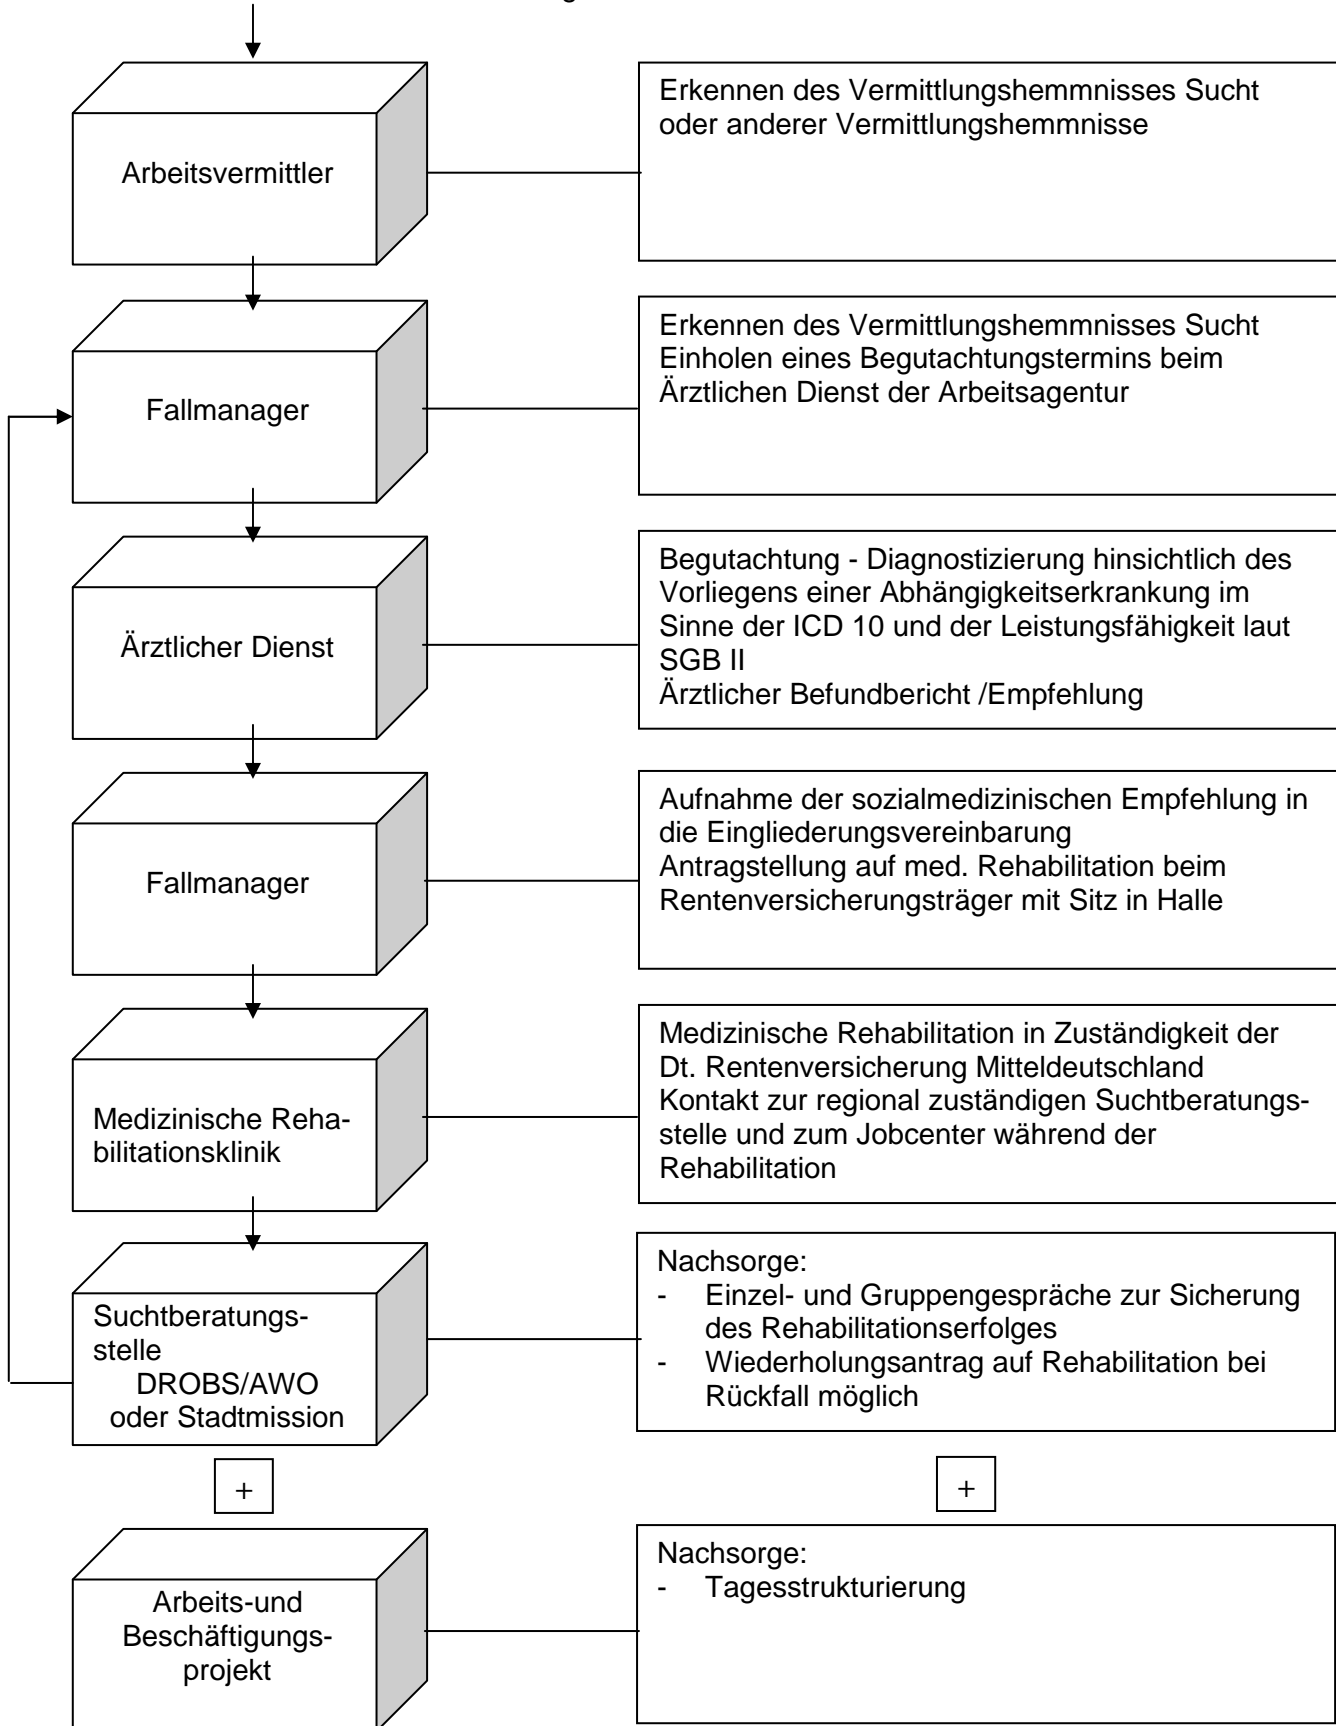 Arbeitsvermittler
Erkennen des Vermittlungshemmnisses Sucht
oder anderer Vermittlungshemmnisse
Fallmanager
Erkennen des Vermittlungshemmnisses Sucht
Einholen eines Begutachtungstermins beim
Ärztlichen Dienst der Arbeitsagentur
Ärztlicher Dienst
Begutachtung - Diagnostizierung hinsichtlich des
Vorliegens einer Abhängigkeitserkrankung im
Sinne der ICD 10 und der Leistungsfähigkeit laut
SGB II
Ärztlicher Befundbericht /Empfehlung
Fallmanager
Aufnahme der sozialmedizinischen Empfehlung in
die Eingliederungsvereinbarung
Antragstellung auf med. Rehabilitation beim
Rentenversicherungsträger mit Sitz in Halle
Medizinische Reha-
bilitationsklinik
Medizinische Rehabilitation in Zuständigkeit der
Dt. Rentenversicherung Mitteldeutschland
Kontakt zur regional zuständigen Suchtberatungs-
stelle und zum Jobcenter während der
Rehabilitation
Suchtberatungs-
stelle
DROBS/AWO
oder Stadtmission
Nachsorge:
- Einzel- und Gruppengespräche zur Sicherung
des Rehabilitationserfolges
- Wiederholungsantrag auf Rehabilitation bei
Rückfall möglich
+
+
Arbeits-und
Beschäftigungs-
projekt
Nachsorge:
- Tagesstrukturierung